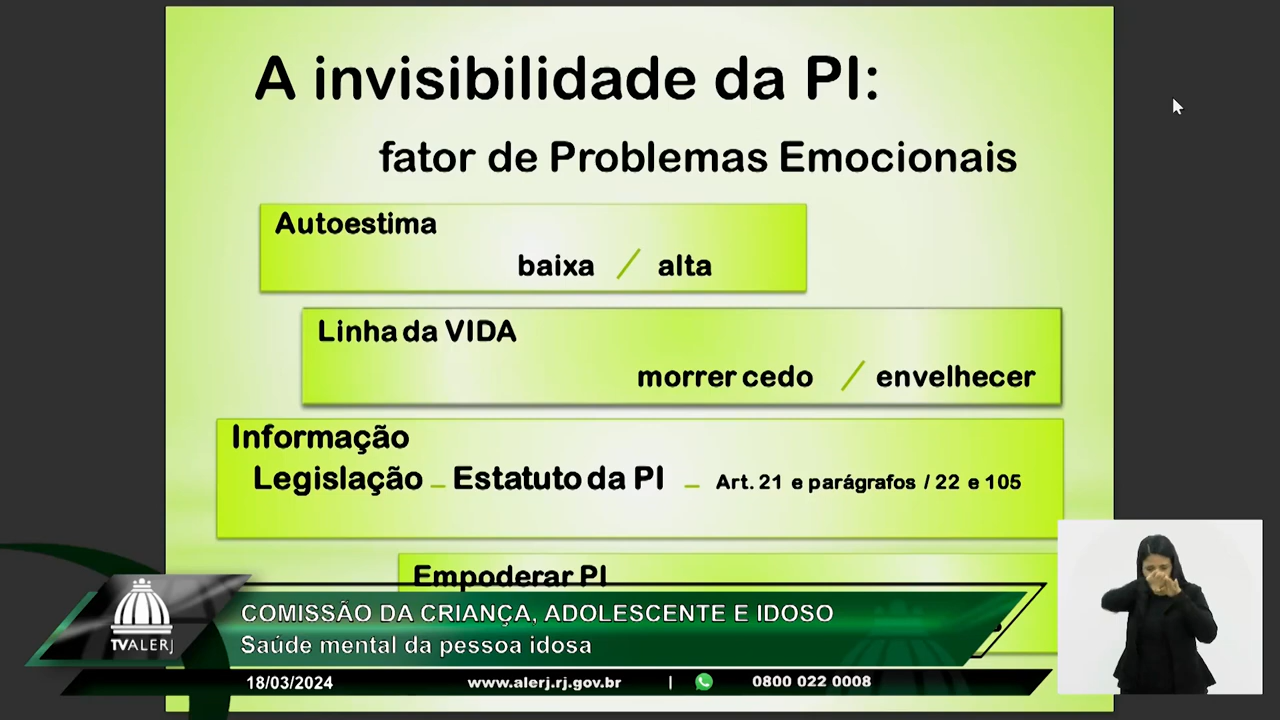 A invisibilidade da PI:
fator de Problemas Emocionais
Autoestima
baixa / alta
Linha da VIDA
morrer cedo / envelhecer
Informação
Legislação – Estatuto da PI – Art. 21 e parágrafos / 22 e 105
Empoderar PI
COMISSÃO DA CRIANÇA, ADOLESCENTE E IDOSO
Saúde mental da pessoa idosa
TVALERJ
18/03/2024 www.alerj.rj.gov.br | 0800 022 0008